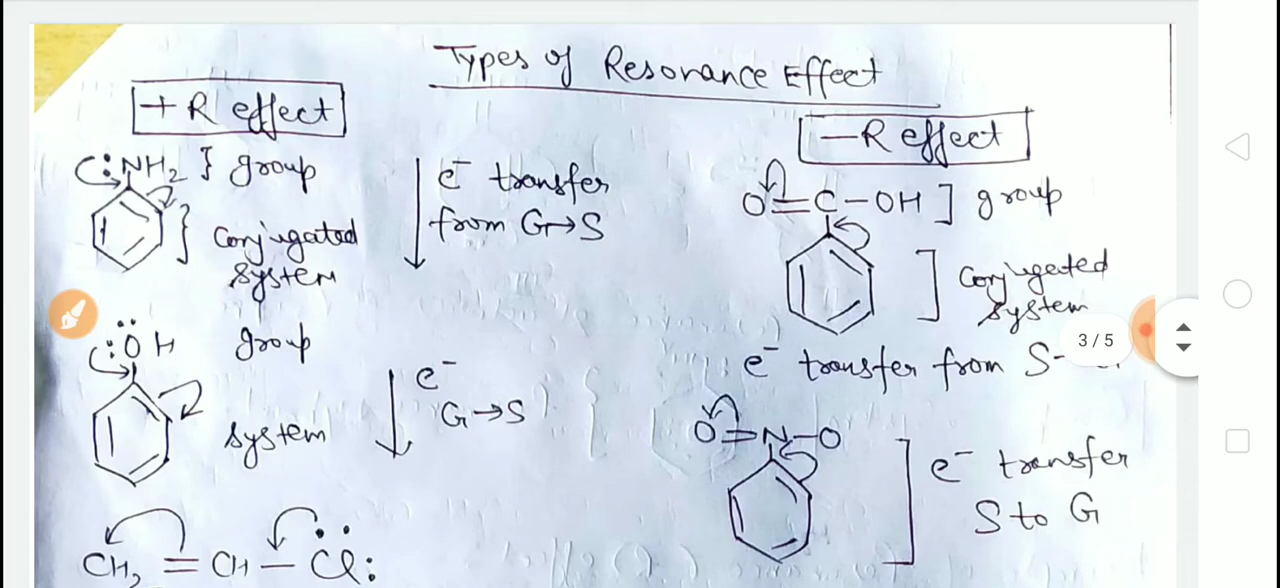 Types of Resonance Effect
+R effect
:NH2 } group
} Conjugated
system
e⁻ transfer
from G→S
:ÖH group
system
e⁻
G→S
CH2 = CH — Cl:
—R effect
O=C-OH ] group
] Conjugated
system
3/5
e⁻ transfer from S-
O=N-O
] e⁻ transfer
S to G